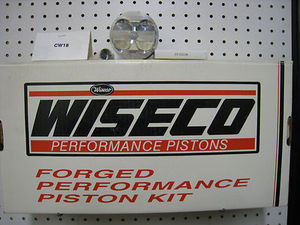 CW18
Wiseco
WISECO
PERFORMANCE PISTONS
FORGED
PERFORMANCE
PISTON KIT